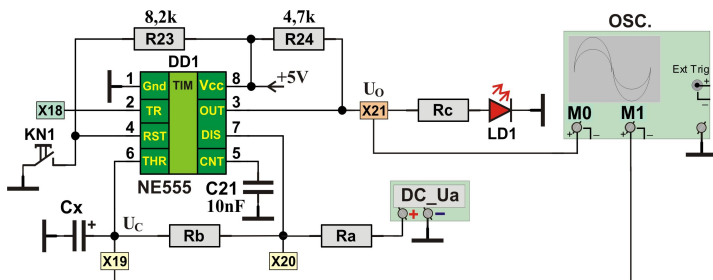 OSC.
8,2k
4,7k
R23
R24
DD1
Ext Trig
+5V
1 Gnd TIM Vcc 8
X18
2 TR OUT 3
U_O
X21
Rc
LD1
M0
M1
KN1
4 RST DIS 7
6 THR CNT 5
NE555
C21
10nF
DC_Ua
+ −
Cx
+
U_C
Rb
Ra
X19
X20